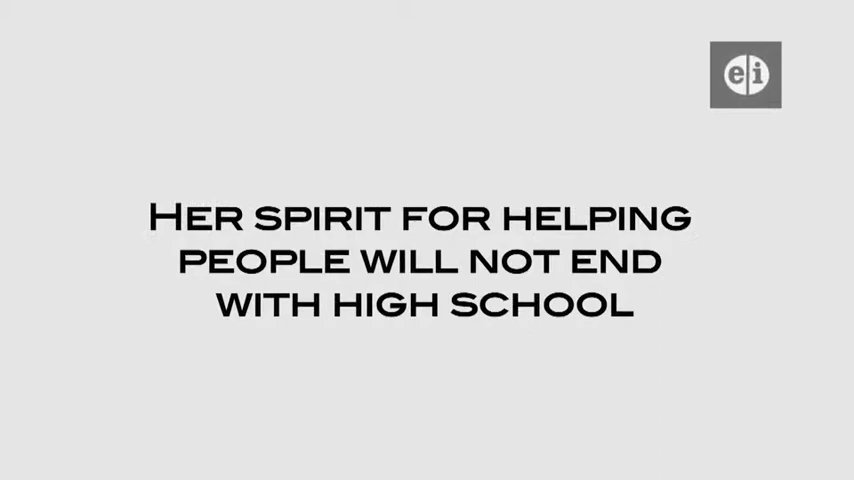 e|i
HER SPIRIT FOR HELPING
PEOPLE WILL NOT END
WITH HIGH SCHOOL